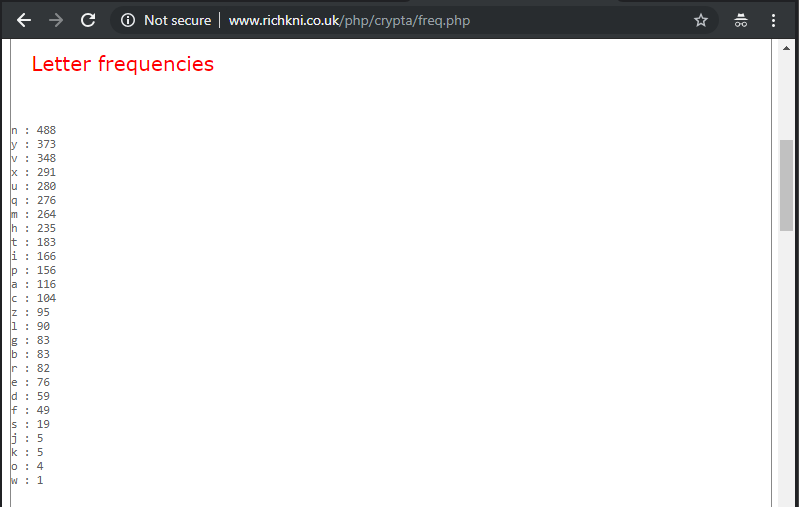 Not secure | www.richkni.co.uk/php/crypta/freq.php
Letter frequencies
n : 488
y : 373
v : 348
x : 291
u : 280
q : 276
m : 264
h : 235
t : 183
i : 166
p : 156
a : 116
c : 104
z : 95
l : 90
g : 83
b : 83
r : 82
e : 76
d : 59
f : 49
s : 19
j : 5
k : 5
o : 4
w : 1